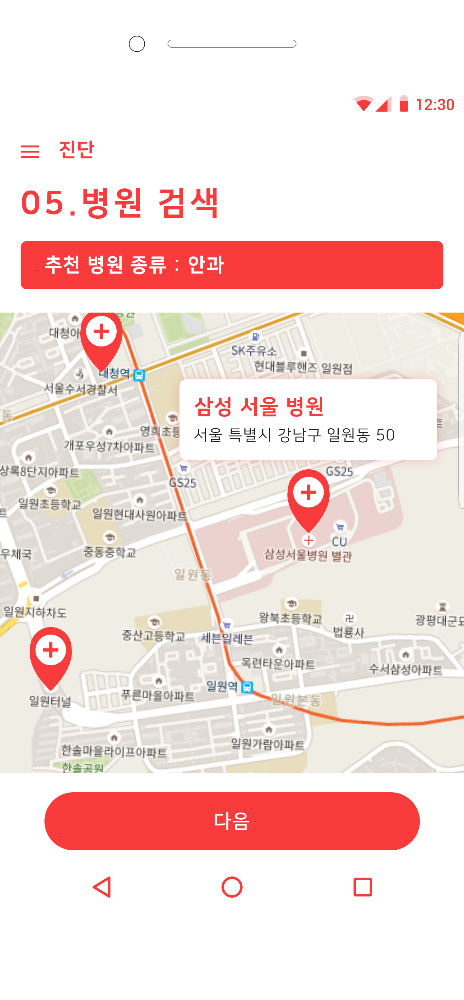 12:30
진단
05.병원 검색
추천 병원 종류 : 안과
대청아
SK주유소
현대블루핸즈 일원점
대청역
서울수서경찰서
동
삼성 서울 병원
서울 특별시 강남구 일원동 50
영희초등
개포우성7차아파트
상록8단지아파트
GS25
GS25
일원초등학교
일원현대사원아파트
트
CU
중동중학교
우체국
삼성서울병원 별관
일원동
일원지하차도
왕북초등학교
광평대군묘
법룡사
중산고등학교
세븐일레븐
목련타운아파트
수서삼성아파트
일원역
푸른마을아파트
일원본동
일원터널
일원가람아파트
한솔마을라이프아파트
한솔공원
다음